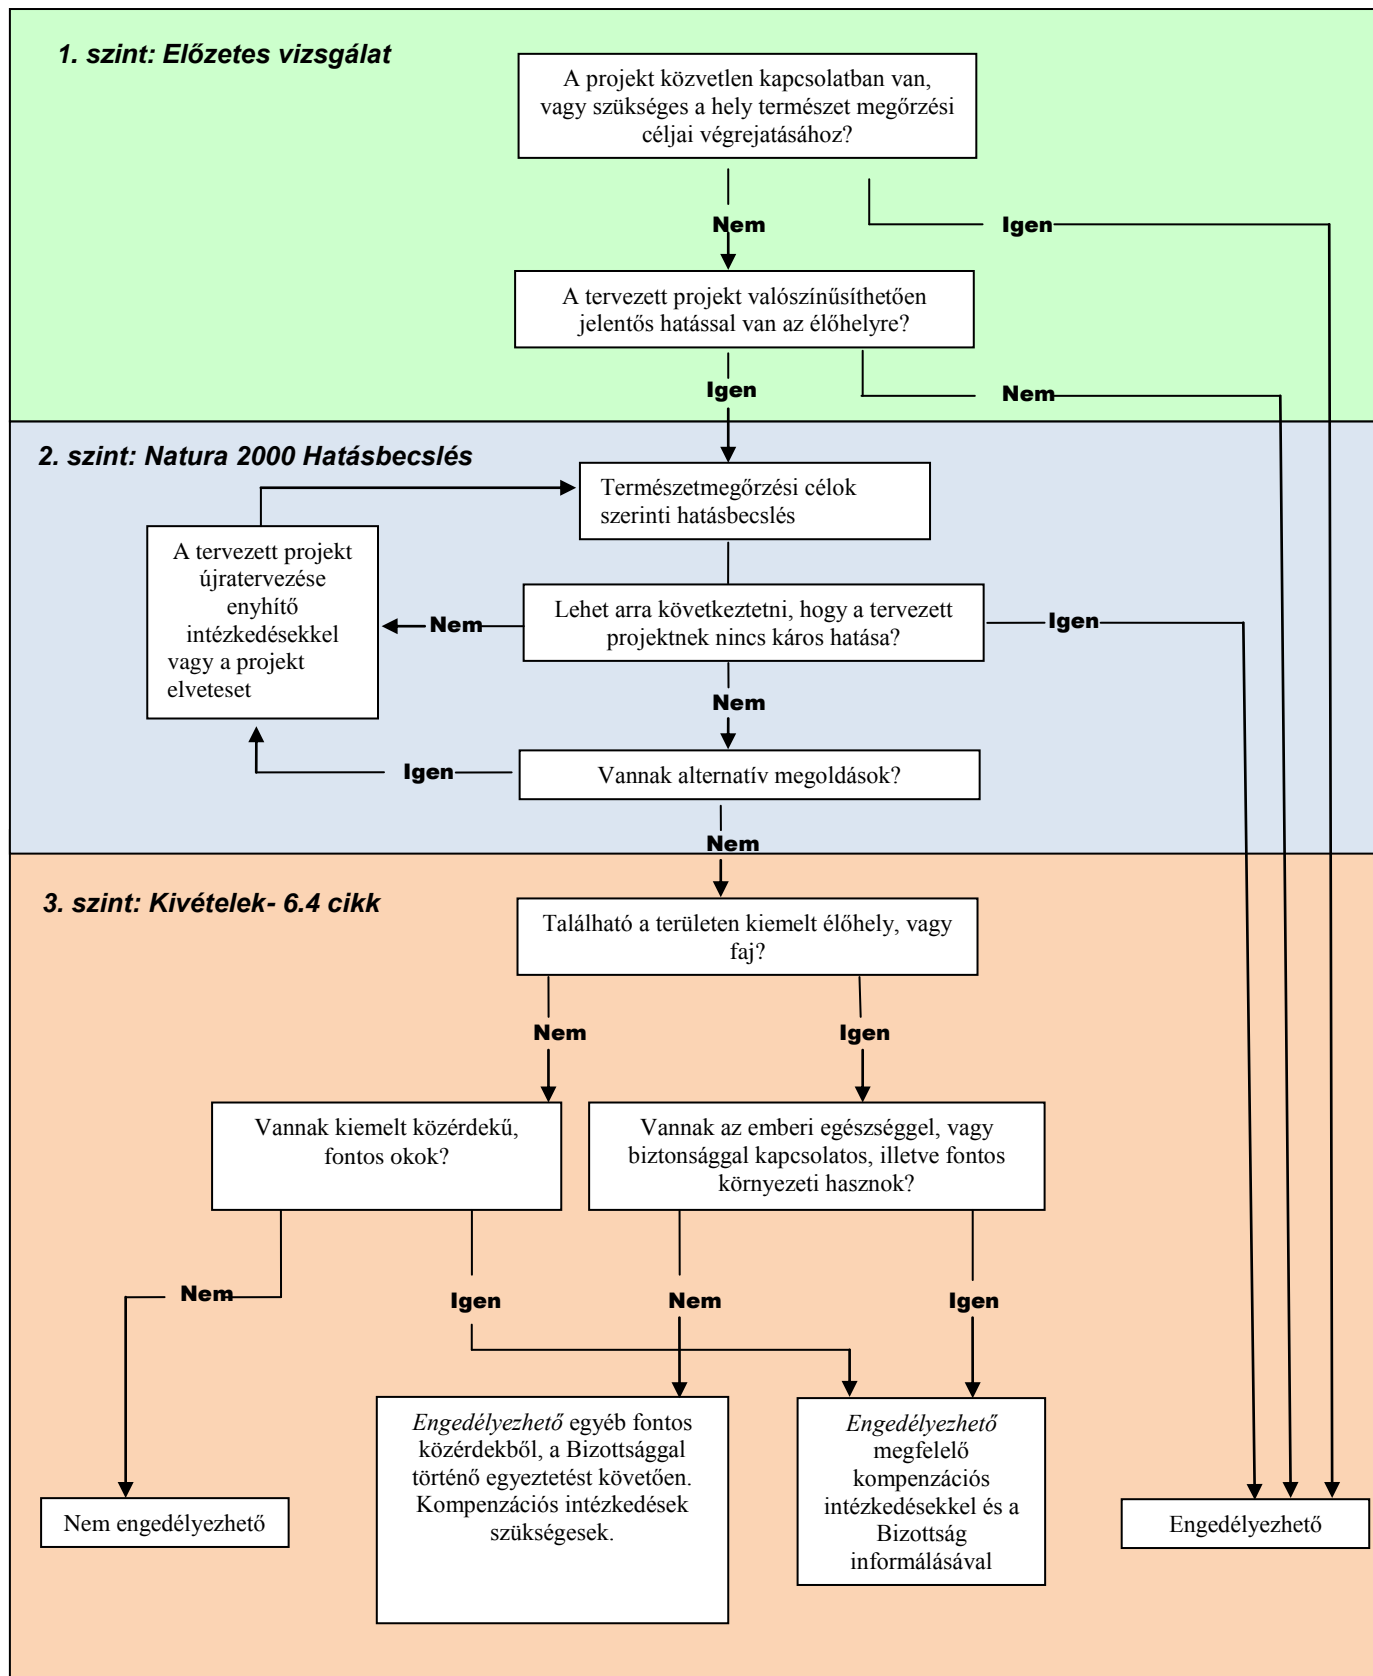 1. szint: Előzetes vizsgálat
A projekt közvetlen kapcsolatban van,
vagy szükséges a hely természet megőrzési
céljai végrejatásához?
Nem
Igen
A tervezett projekt valószínűsíthetően
jelentős hatással van az élőhelyre?
Igen
Nem
2. szint: Natura 2000 Hatásbecslés
Természetmegőrzési célok
szerinti hatásbecslés
A tervezett projekt
újratervezése
enyhítő
intézkedésekkel
vagy a projekt
elveteset
Nem
Lehet arra következtetni, hogy a tervezett
projektnek nincs káros hatása?
Igen
Nem
Igen
Vannak alternatív megoldások?
Nem
3. szint: Kivételek- 6.4 cikk
Található a területen kiemelt élőhely, vagy
faj?
Nem
Igen
Vannak kiemelt közérdekű,
fontos okok?
Vannak az emberi egészséggel, vagy
biztonsággal kapcsolatos, illetve fontos
környezeti hasznok?
Nem
Igen
Nem
Igen
Nem engedélyezhető
Engedélyezhető egyéb fontos
közérdekből, a Bizottsággal
történő egyeztetést követően.
Kompenzációs intézkedések
szükségesek.
Engedélyezhető
megfelelő
kompenzációs
intézkedésekkel és a
Bizottság
informálásával
Engedélyezhető